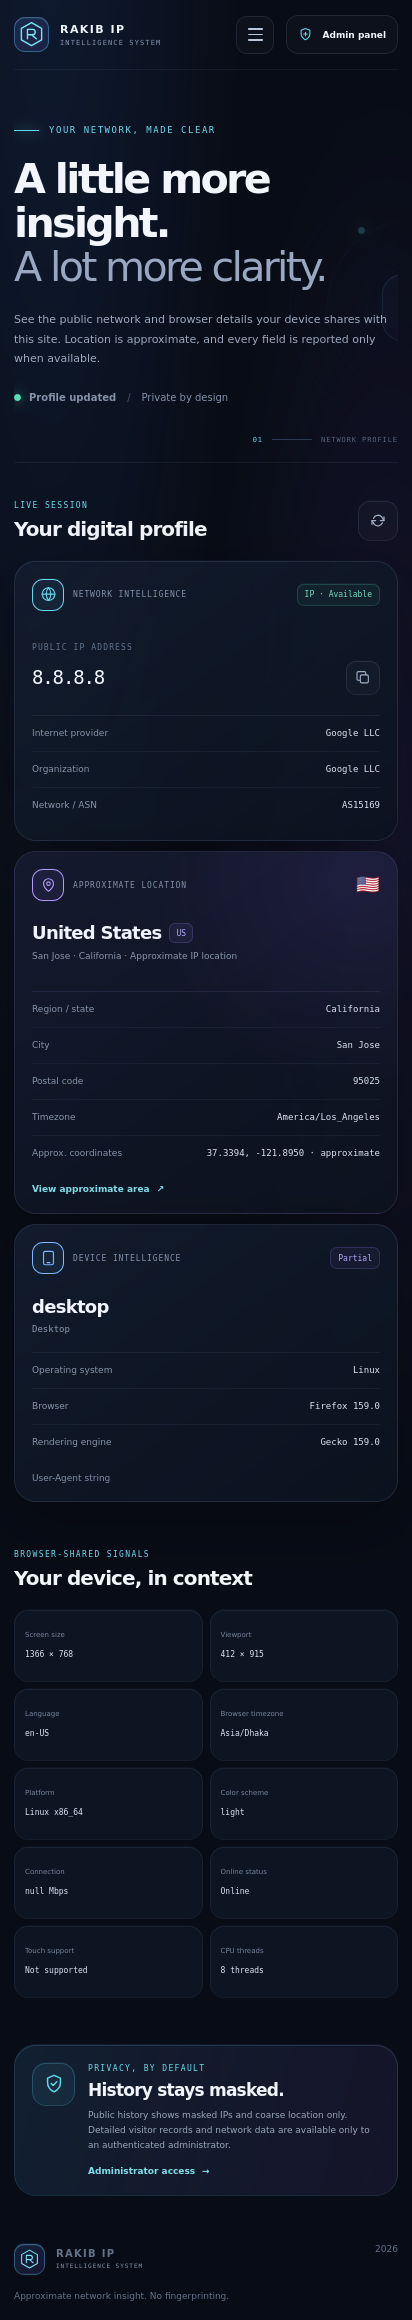 RAKIB IP
INTELLIGENCE SYSTEM
Admin panel
YOUR NETWORK, MADE CLEAR
A little more
insight.
A lot more clarity.
See the public network and browser details your device shares with
this site. Location is approximate, and each field is reported only
when available.
Profile updated / Private by design
01 NETWORK PROFILE
LIVE SESSION
Your digital profile
NETWORK INTELLIGENCE
IP · Available
PUBLIC IP ADDRESS
8.8.8.8
Internet provider Google LLC
Organization Google LLC
Network / ASN AS15169
APPROXIMATE LOCATION
United States US
San Jose · California · Approximate IP location
Region / state California
City San Jose
Postal code 95025
Timezone America/Los_Angeles
Approx. coordinates 37.3394, -121.8950 · approximate
View approximate area ↗
DEVICE INTELLIGENCE
Partial
desktop
Desktop
Operating system Linux
Browser Firefox 159.0
Rendering engine Gecko 159.0
User-Agent string
BROWSER-SHARED SIGNALS
Your device, in context
Screen size
1366 × 768
Viewport
412 × 915
Language
en-US
Browser timezone
Asia/Dhaka
Platform
Linux x86_64
Color scheme
light
Connection
null Mbps
Online status
Online
Touch support
Not supported
CPU threads
8 threads
PRIVACY, BY DEFAULT
History stays masked.
Public history shows masked IPs and coarse location only.
Detailed visitor records and network data are available only to
an authenticated administrator.
Administrator access →
RAKIB IP
INTELLIGENCE SYSTEM
2026
Approximate network insight. No fingerprinting.